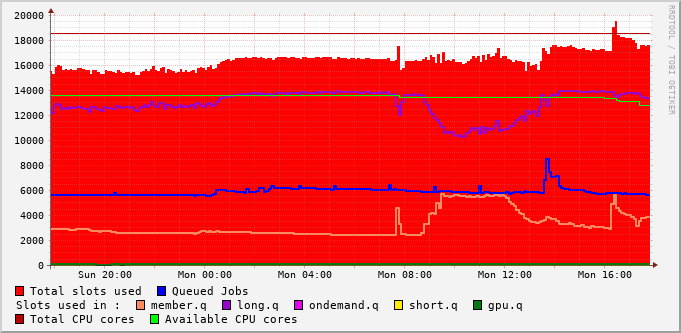 20000
18000
16000
14000
12000
10000
8000
6000
4000
2000
0
Sun 20:00 Mon 00:00 Mon 04:00 Mon 08:00 Mon 12:00 Mon 16:00
Total slots used Queued Jobs
Slots used in : member.q long.q ondemand.q short.q gpu.q
Total CPU cores Available CPU cores
RRDTOOL / TOBI OETIKER